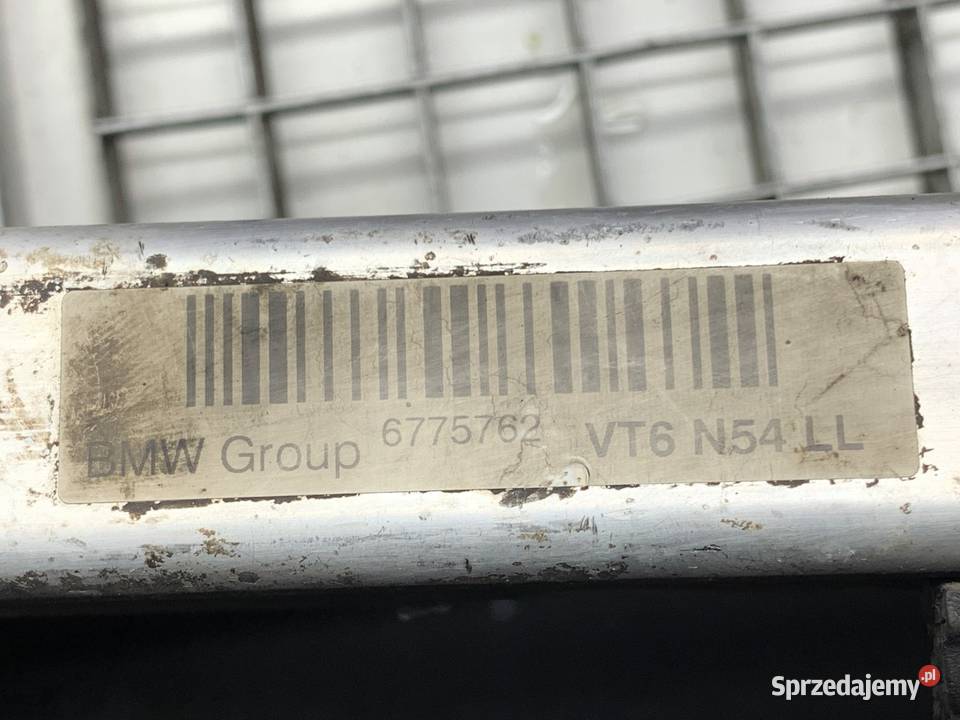 BMW Group 6775762 VT6 N54 LL
Sprzedajemy.pl